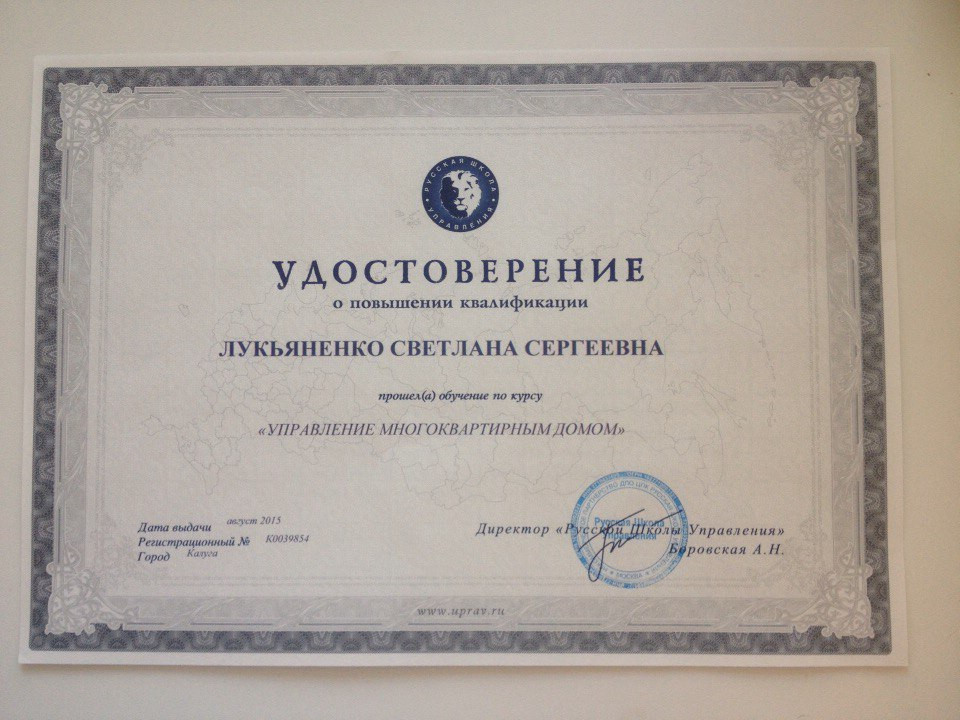 РУССКАЯ ШКОЛА УПРАВЛЕНИЯ
УДОСТОВЕРЕНИЕ
о повышении квалификации
ЛУКЬЯНЕНКО СВЕТЛАНА СЕРГЕЕВНА
прошел(а) обучение по курсу
«УПРАВЛЕНИЕ МНОГОКВАРТИРНЫМ ДОМОМ»
Дата выдачи август 2015
Регистрационный № К0039854
Город Калуга
Директор «Русской Школы Управления»
Боровская А.Н.
Русская Школа
Управления
МОСКВА
www.uprav.ru